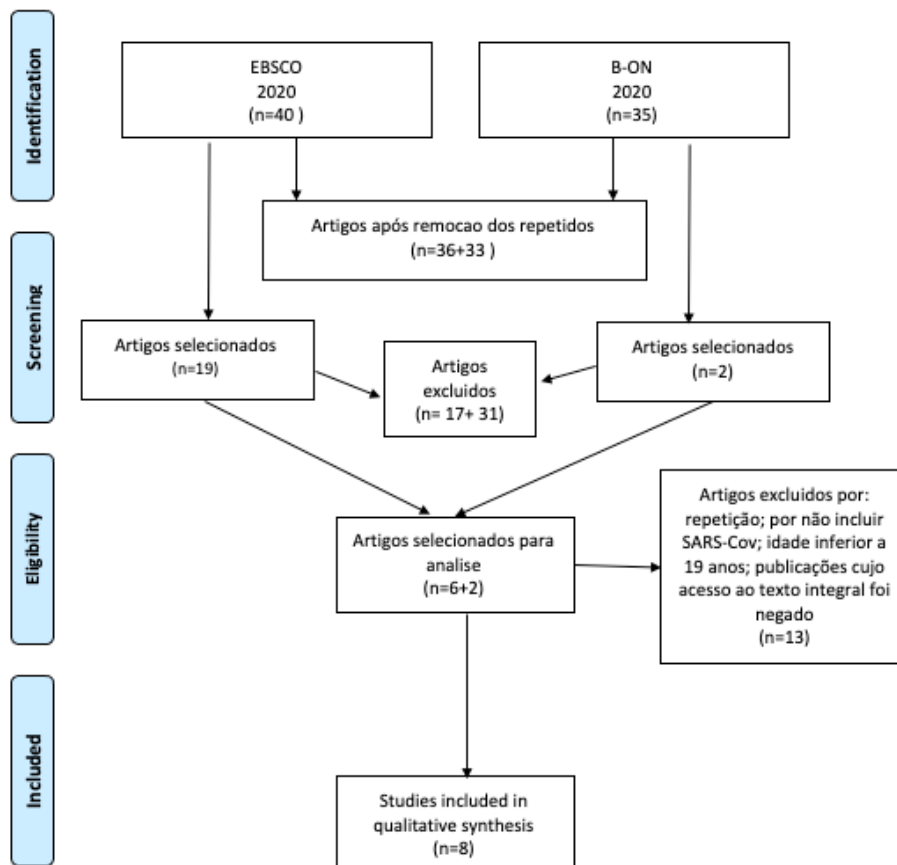 Identification
EBSCO
2020
(n=40 )
B-ON
2020
(n=35)
Artigos após remocao dos repetidos
(n=36+33 )
Screening
Artigos selecionados
(n=19)
Artigos
excluidos
(n= 17+ 31)
Artigos selecionados
(n=2)
Eligibility
Artigos selecionados para
analise
(n=6+2)
Artigos excluidos por:
repetição; por não incluir
SARS-Cov; idade inferior a
19 anos; publicações cujo
acesso ao texto integral foi
negado
(n=13)
Included
Studies included in
qualitative synthesis
(n=8)